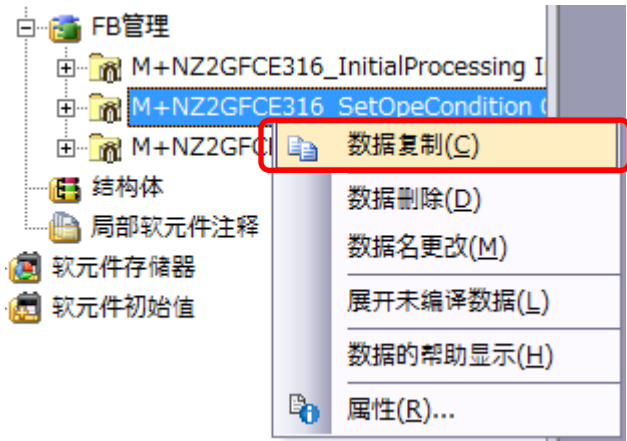 FB管理
M+NZ2GFCE316_InitialProcessing
M+NZ2GFCE316_SetOpeCondition
M+NZ2GFC
数据复制(C)
结构体
数据删除(D)
局部软元件注释
数据名更改(M)
软元件存储器
展开未编译数据(L)
软元件初始值
数据的帮助显示(H)
属性(R)...